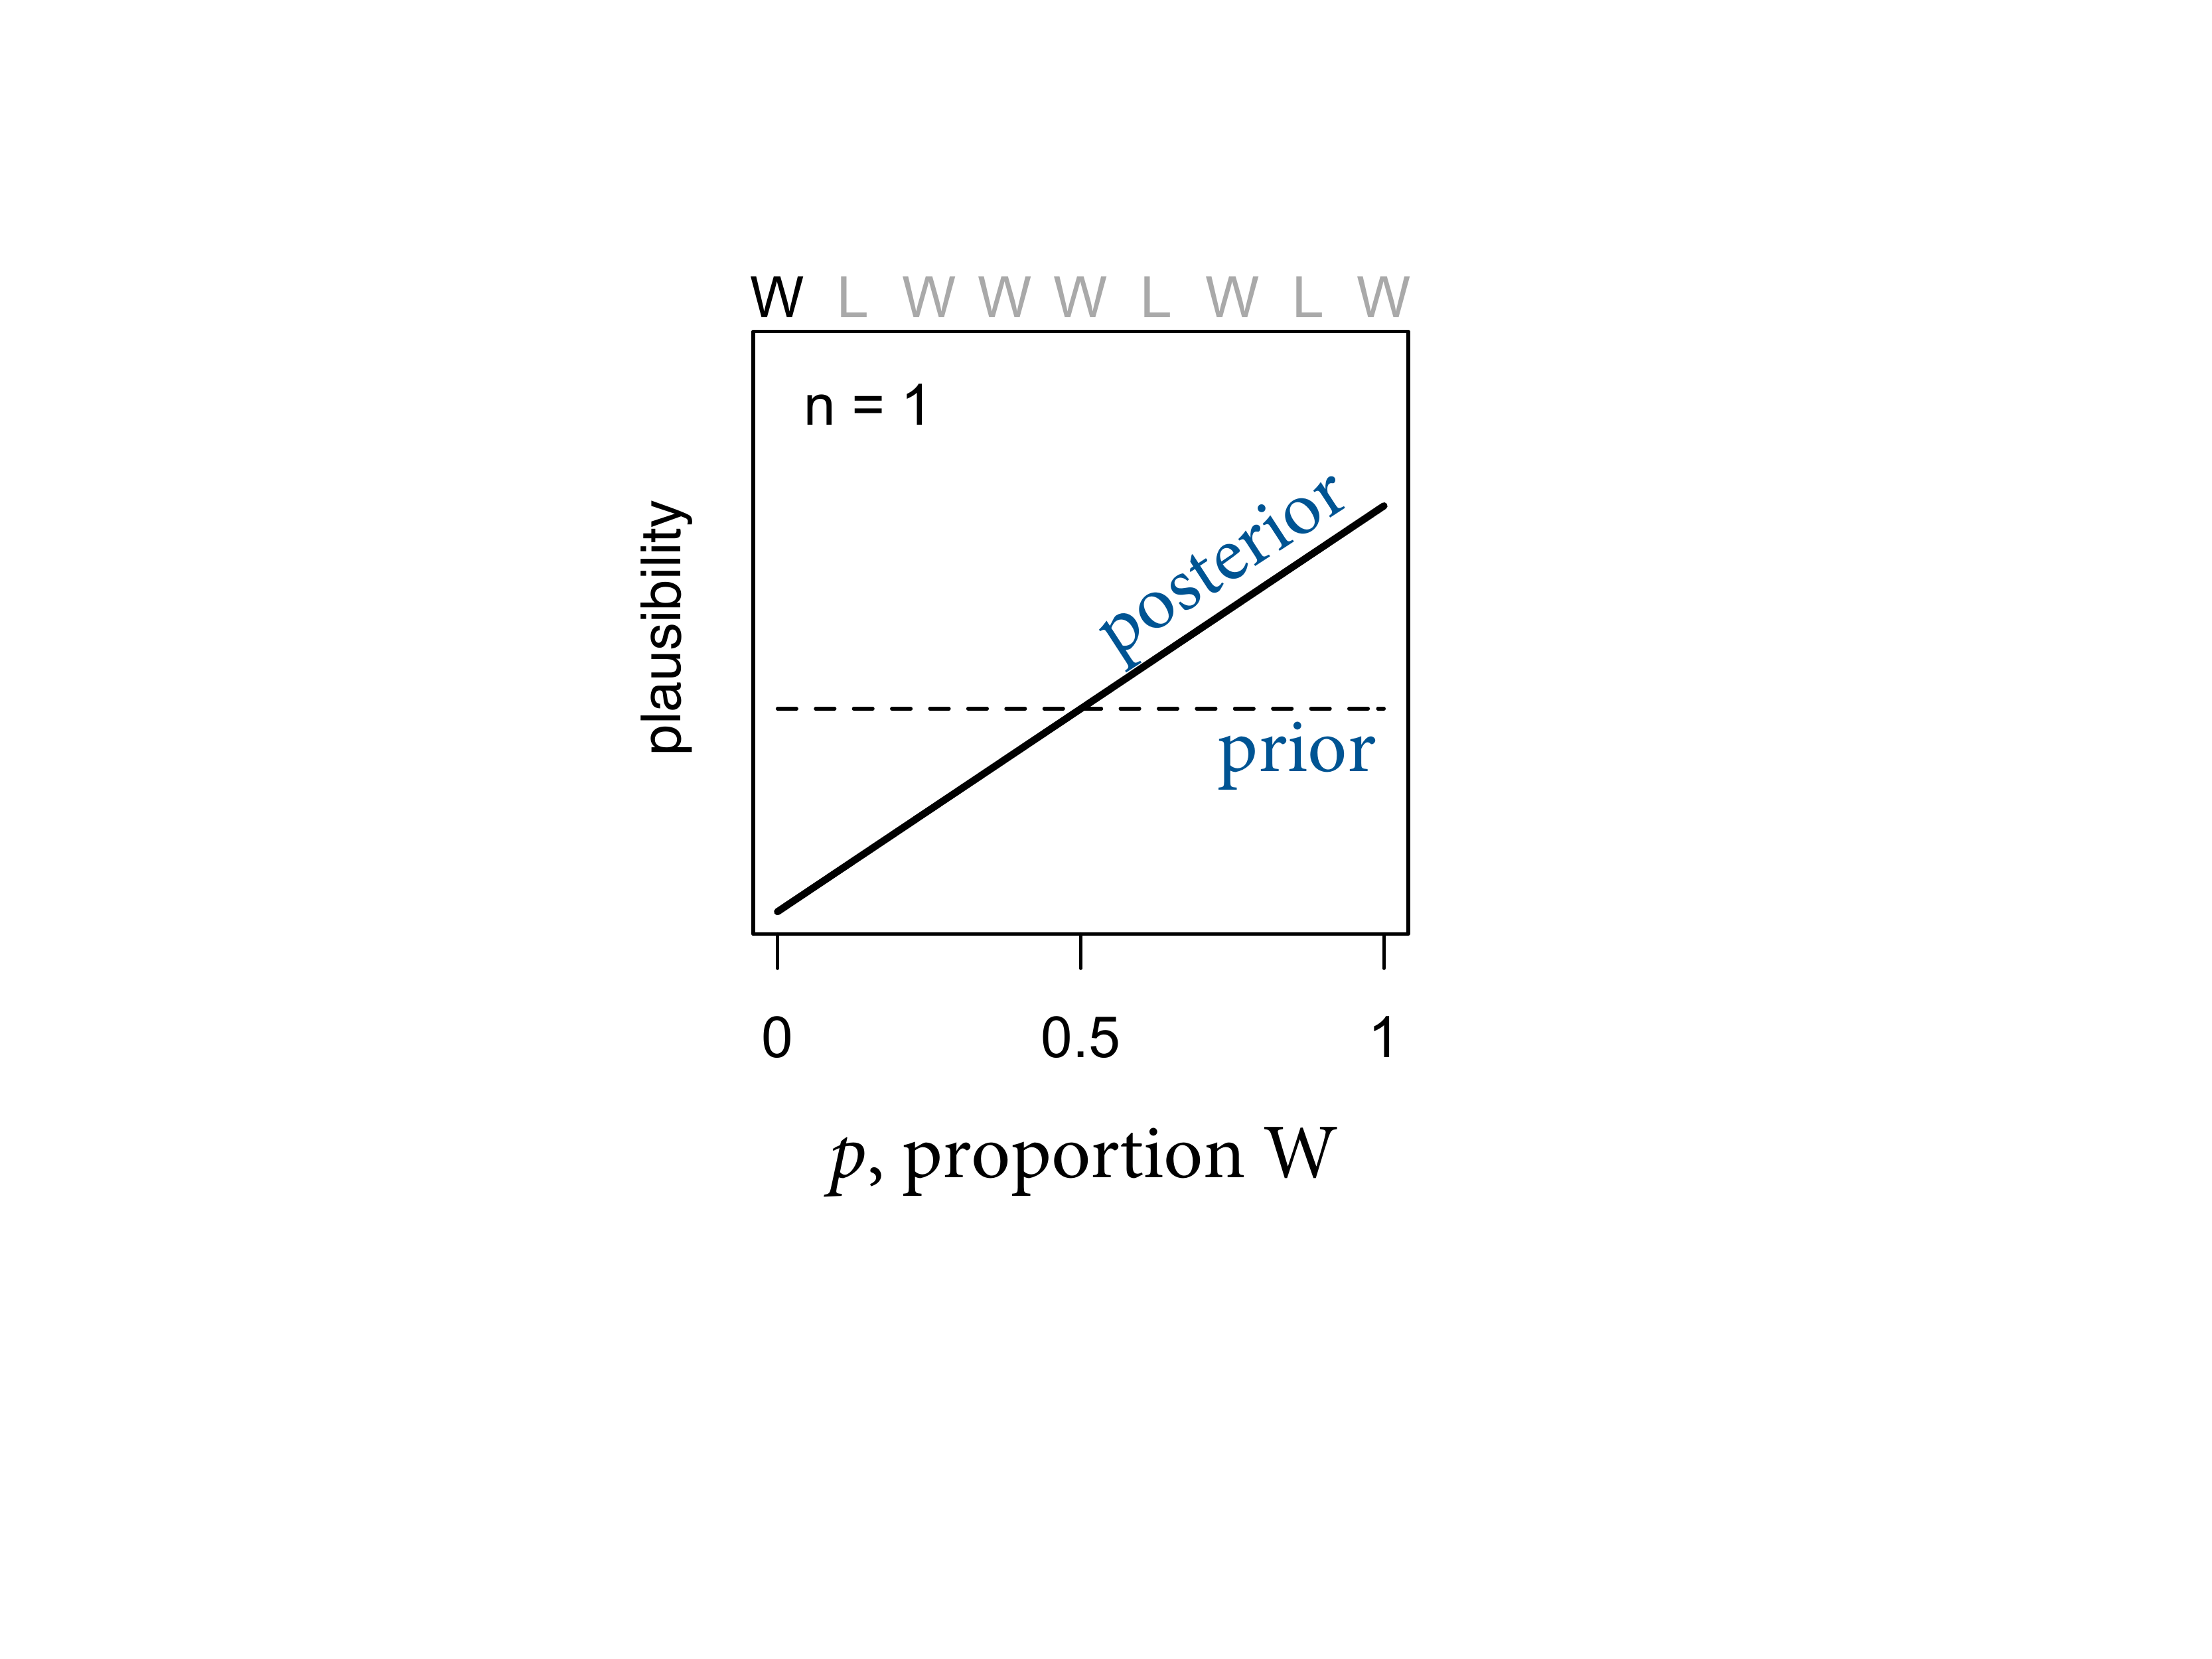 W L W W W L W L W
n = 1
plausibility
posterior
prior
0 0.5 1
p, proportion W